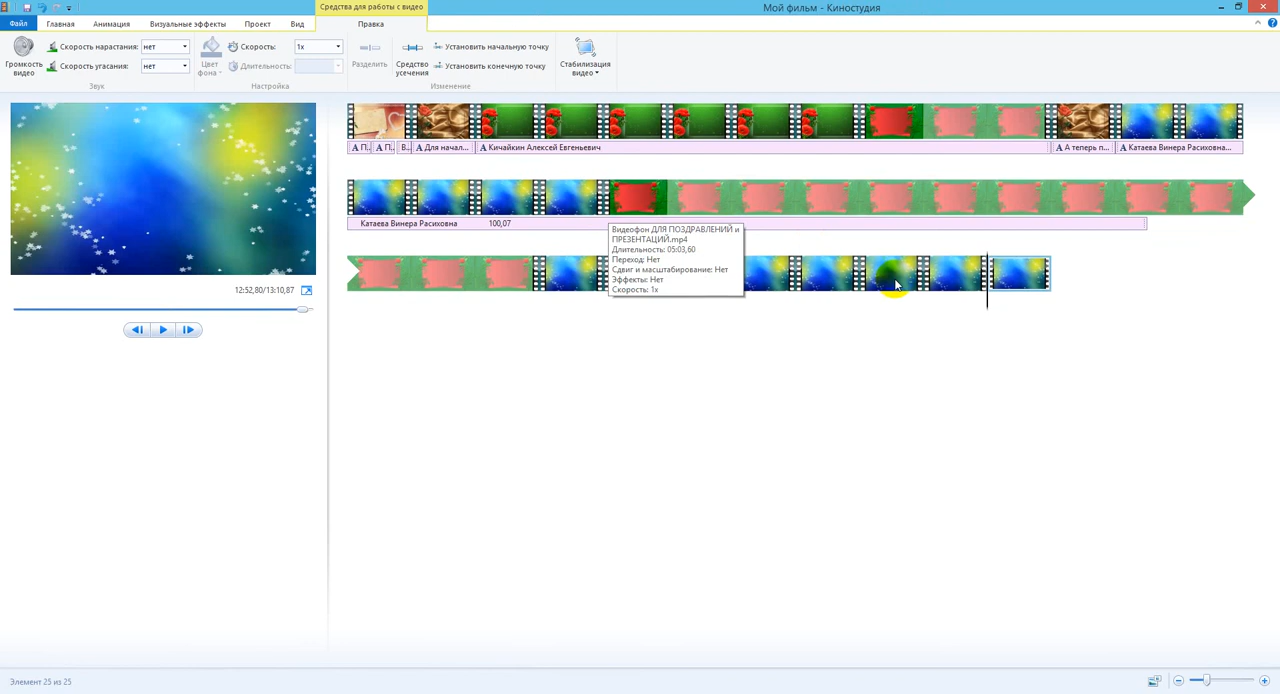 Средства для работы с видео
Мой фильм - Киностудия
Файл
Главная
Анимация
Визуальные эффекты
Проект
Вид
Правка
Громкость видео
Скорость нарастания: нет
Скорость угасания: нет
Звук
Цвет фона
Скорость: 1x
Длительность:
Настройка
Разделить
Средство усечения
Установить начальную точку
Установить конечную точку
Изменение
Стабилизация видео
A П.
A П.
В.
A Для начал...
A Кичайкин Алексей Евгеньевич
A А теперь п...
A Катаева Винера Расиховна...
Катаева Винера Расиховна 100,07
Видеофон ДЛЯ ПОЗДРАВЛЕНИЙ и
ПРЕЗЕНТАЦИЙ.mp4
Длительность: 05:03,60
Переход: Нет
Сдвиг и масштабирование: Нет
Эффекты: Нет
Скорость: 1x
12:52,80/13:10,87
Элемент 25 из 25